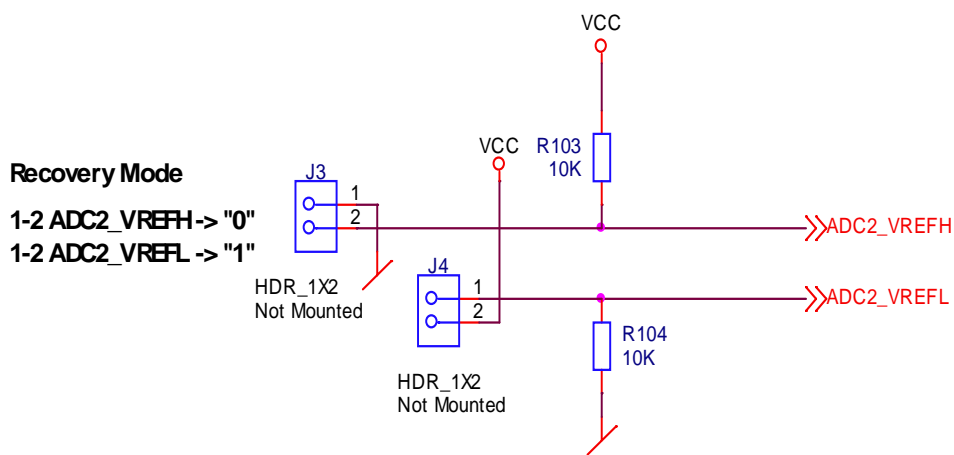 VCC
VCC
R103
10K
Recovery Mode
J3
1
2
1-2 ADC2_VREFH -> "0"
1-2 ADC2_VREFL -> "1"
ADC2_VREFH
J4
HDR_1X2
Not Mounted
1
2
ADC2_VREFL
R104
10K
HDR_1X2
Not Mounted